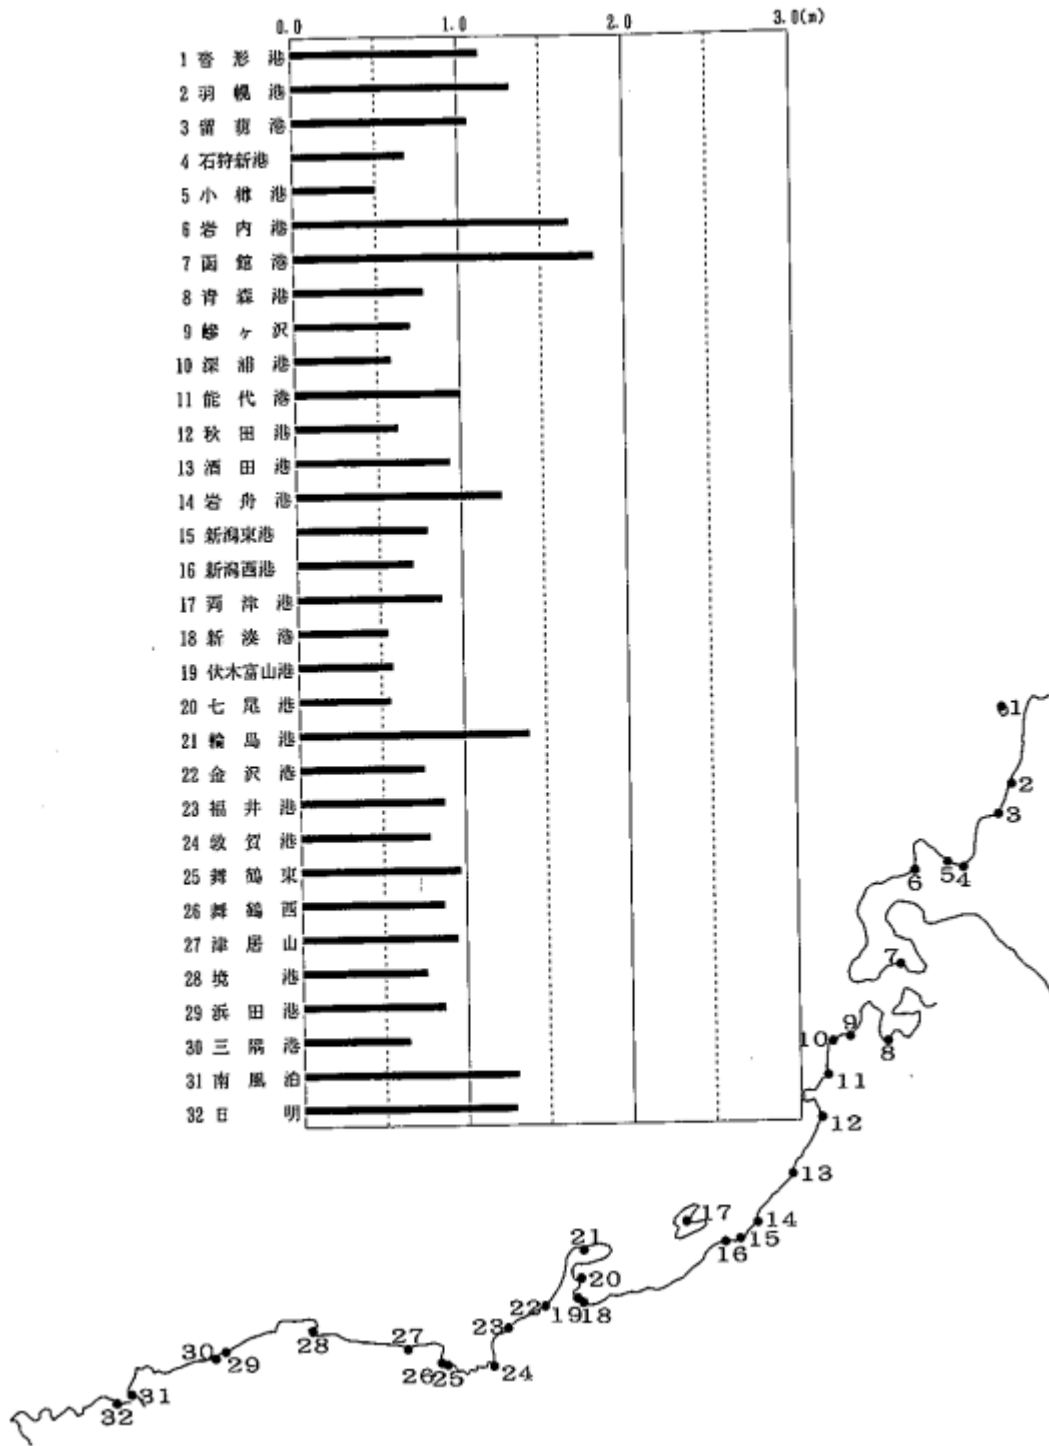 0.0 1.0 2.0 3.0(m)
1 沓形港
2 羽幌港
3 留萌港
4 石狩新港
5 小樽港
6 岩内港
7 函館港
8 青森港
9 鰺ヶ沢
10 深浦港
11 能代港
12 秋田港
13 酒田港
14 岩舟港
15 新潟東港
16 新潟西港
17 両津港
18 新湊港
19 伏木富山港
20 七尾港
21 輪島港
22 金沢港
23 福井港
24 敦賀港
25 舞鶴東
26 舞鶴西
27 津居山
28 境港
29 浜田港
30 三隅港
31 南風泊
32 日明
1
2
3
6 5 4
7
10 9 8
11
12
13
17 14
16 15
21
20
22 19 18
23
30 29 28 27
26 25 24
31
32